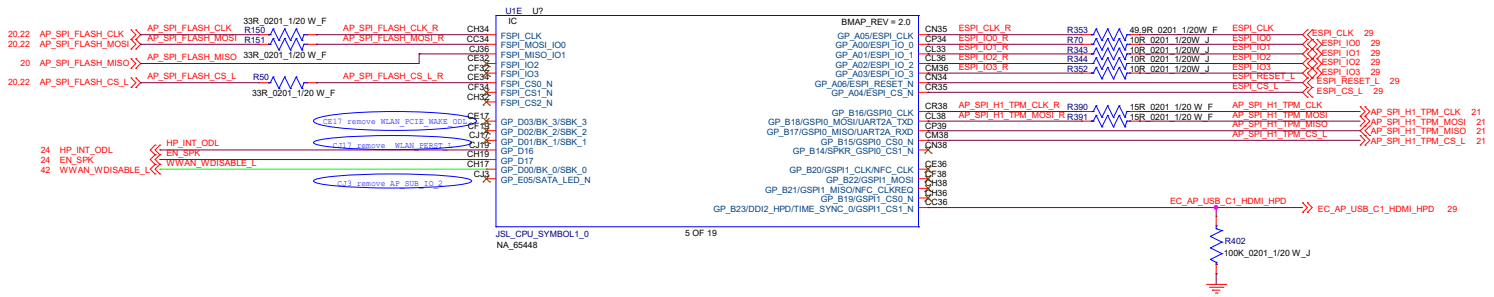 U1E U?
IC
BMAP_REV = 2.0
33R_0201_1/20 W_F
20,22 AP_SPI_FLASH_CLK AP_SPI_FLASH_CLK R150 AP_SPI_FLASH_CLK_R CH34 FSPI_CLK
20,22 AP_SPI_FLASH_MOSI AP_SPI_FLASH_MOSI R151 AP_SPI_FLASH_MOSI_R CC34 FSPI_MOSI_IO0
20 AP_SPI_FLASH_MISO AP_SPI_FLASH_MISO 33R_0201_1/20 W_F CJ36 FSPI_MISO_IO1
CE32 FSPI_IO2
CF32 FSPI_IO3
20,22 AP_SPI_FLASH_CS_L AP_SPI_FLASH_CS_L R50 AP_SPI_FLASH_CS_L_R CE34 FSPI_CS0_N
33R_0201_1/20 W_F
CF34 FSPI_CS1_N
CH32 FSPI_CS2_N
CE17 remove WLAN_PCIE_WAKE_ODL CE17 GP_D03/BK_3/SBK_3
CF19 GP_D02/BK_2/SBK_2
CJ17 remove WLAN_PERST_L CJ17 GP_D01/BK_1/SBK_1
24 HP_INT_ODL HP_INT_ODL CJ19 GP_D16
24 EN_SPK EN_SPK CH19 GP_D17
42 WWAN_WDISABLE_L WWAN_WDISABLE_L CH17 GP_D00/BK_0/SBK_0
CJ3 remove AP_SUB_IO_2 CJ3 GP_E05/SATA_LED_N
GP_A05/ESPI_CLK CN35 ESPI_CLK_R R353 49.9R_0201_1/20W_F ESPI_CLK ESPI_CLK 29
GP_A00/ESPI_IO_0 CP34 ESPI_IO0_R R70 10R_0201_1/20W_J ESPI_IO0 ESPI_IO0 29
GP_A01/ESPI_IO_1 CL33 ESPI_IO1_R R343 10R_0201_1/20W_J ESPI_IO1 ESPI_IO1 29
GP_A02/ESPI_IO_2 CL36 ESPI_IO2_R R344 10R_0201_1/20W_J ESPI_IO2 ESPI_IO2 29
GP_A03/ESPI_IO_3 CM36 ESPI_IO3_R R352 10R_0201_1/20W_J ESPI_IO3 ESPI_IO3 29
GP_A06/ESPI_RESET_N CN34 ESPI_RESET_L ESPI_RESET_L 29
GP_A04/ESPI_CS_N CR35 ESPI_CS_L ESPI_CS_L 29
GP_B16/GSPI0_CLK CR38 AP_SPI_H1_TPM_CLK_R R390 15R_0201_1/20 W_F AP_SPI_H1_TPM_CLK AP_SPI_H1_TPM_CLK 21
GP_B18/GSPI0_MOSI/UART2A_TXD CL38 AP_SPI_H1_TPM_MOSI_R R391 15R_0201_1/20 W_F AP_SPI_H1_TPM_MOSI AP_SPI_H1_TPM_MOSI 21
GP_B17/GSPI0_MISO/UART2A_RXD CP39 AP_SPI_H1_TPM_MISO AP_SPI_H1_TPM_MISO 21
GP_B15/GSPI0_CS0_N CM38 AP_SPI_H1_TPM_CS_L AP_SPI_H1_TPM_CS_L 21
GP_B14/SPKR_GSPI0_CS1_N CN38
GP_B20/GSPI1_CLK/NFC_CLK CE36
GP_B22/GSPI1_MOSI CF38
GP_B21/GSPI1_MISO/NFC_CLKREQ CH38
GP_B19/GSPI1_CS0_N CH36
GP_B23/DDI2_HPD/TIME_SYNC_0/GSPI1_CS1_N CC36 EC_AP_USB_C1_HDMI_HPD EC_AP_USB_C1_HDMI_HPD 29
R402
100K_0201_1/20 W_J
JSL_CPU_SYMBOL1_0 5 OF 19
NA_65448